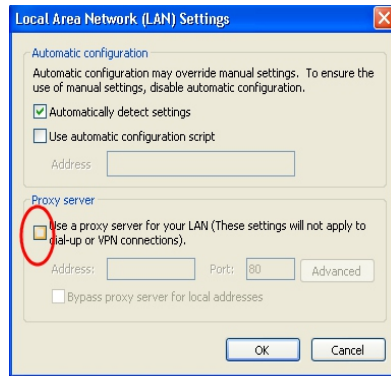 Local Area Network (LAN) Settings
Automatic configuration
Automatic configuration may override manual settings. To ensure the
use of manual settings, disable automatic configuration.
Automatically detect settings
Use automatic configuration script
Address
Proxy server
Use a proxy server for your LAN (These settings will not apply to
dial-up or VPN connections).
Address: Port: 80 Advanced
Bypass proxy server for local addresses
OK Cancel